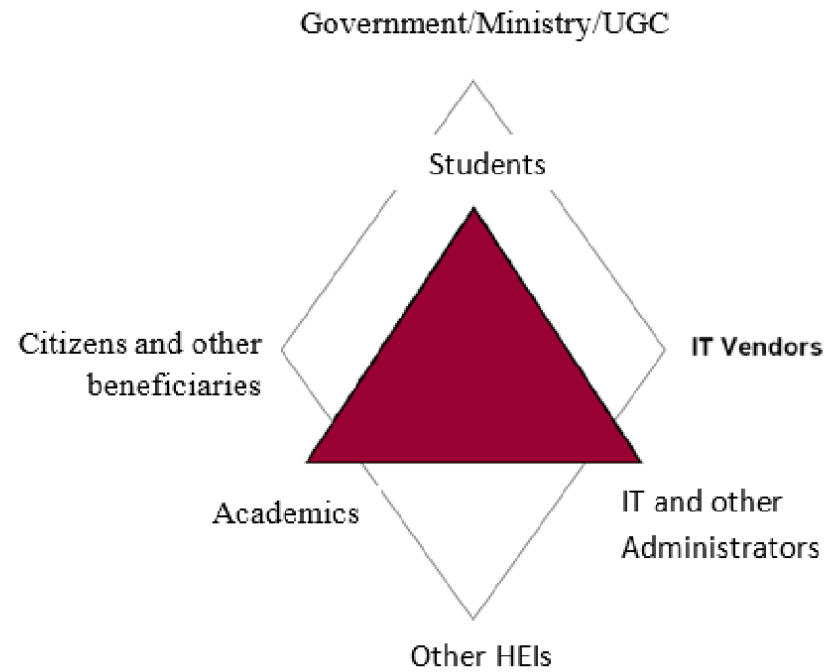 Government/Ministry/UGC
Students
Citizens and other
beneficiaries
IT Vendors
Academics
IT and other
Administrators
Other HEIs